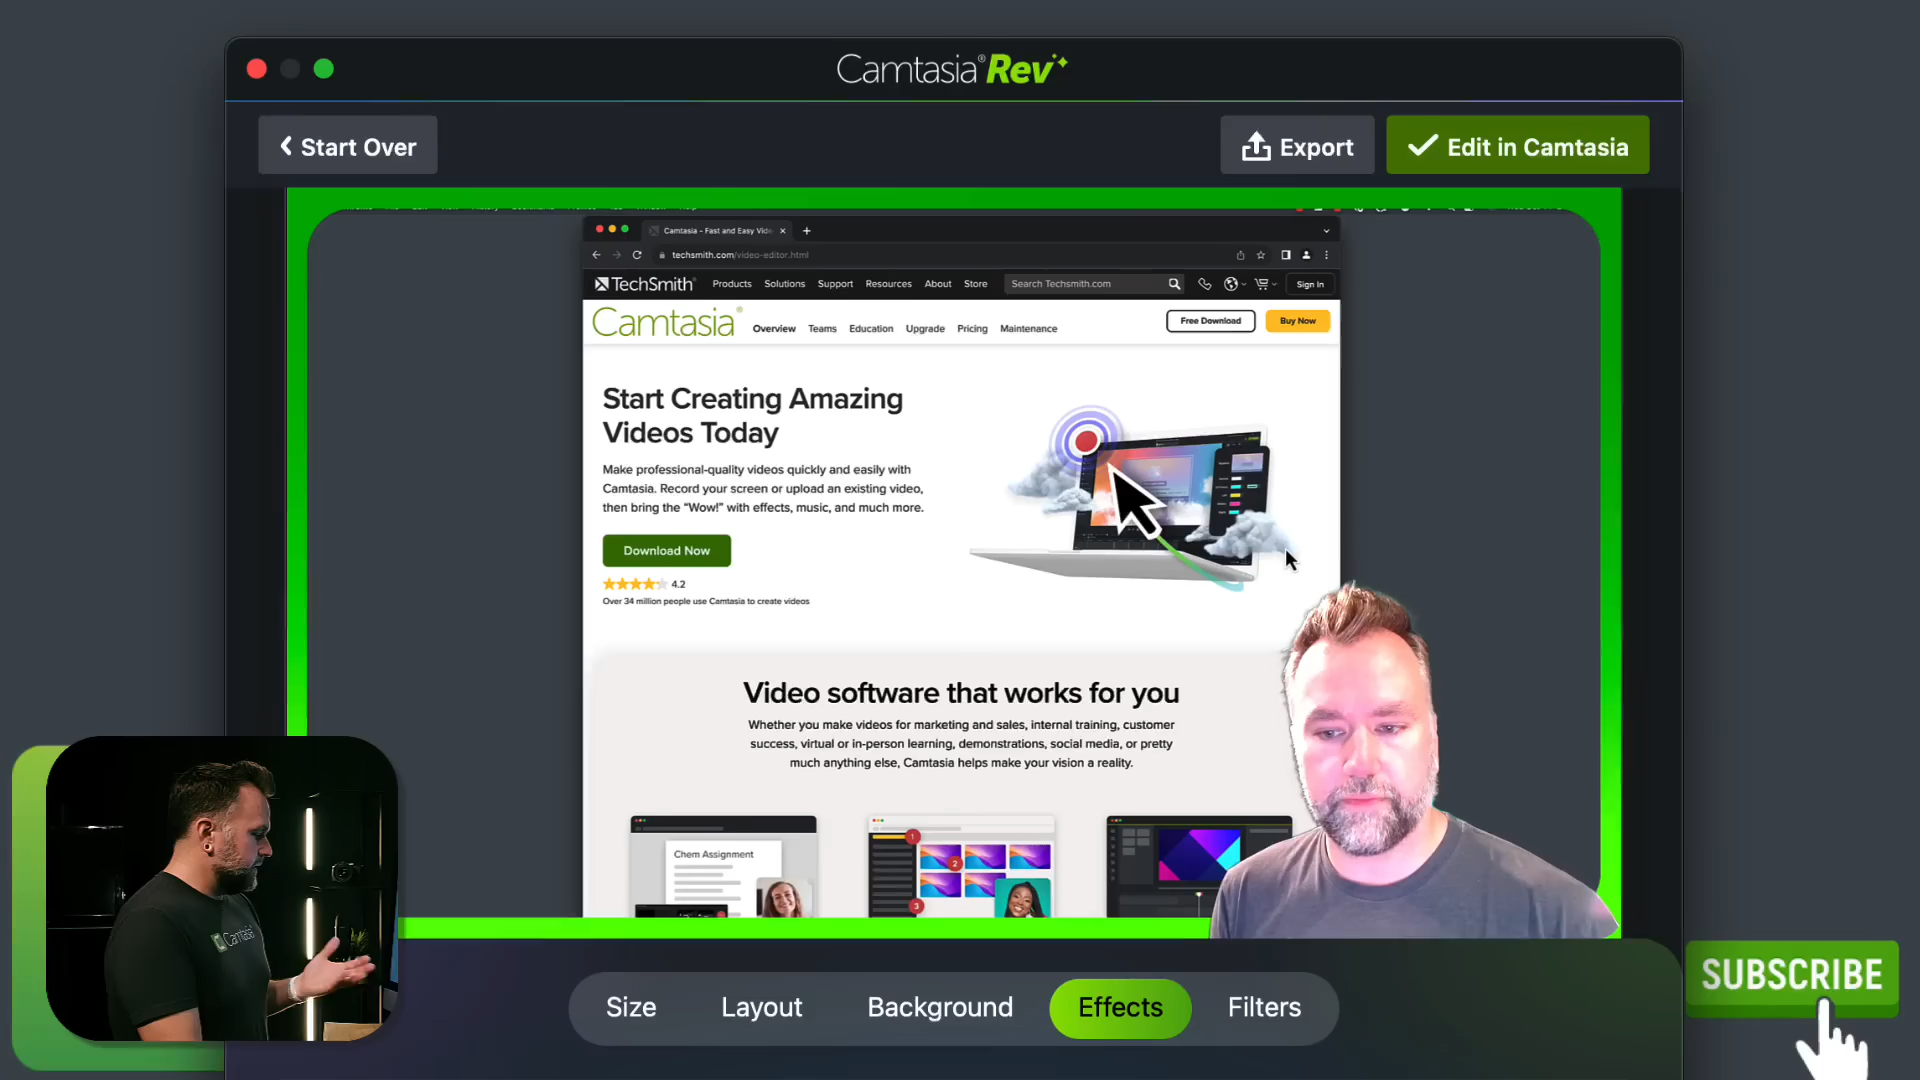 Camtasia® Rev
Start Over
Export
Edit in Camtasia
Camtasia - Fast and Easy Vide
techsmith.com/video-editor.html
TechSmith®
Products
Solutions
Support
Resources
About
Store
Search Techsmith.com
Sign In
Camtasia®
Overview
Teams
Education
Upgrade
Pricing
Maintenance
Free Download
Buy Now
Start Creating Amazing
Videos Today
Make professional-quality videos quickly and easily with
Camtasia. Record your screen or upload an existing video,
then bring the “Wow!” with effects, music, and much more.
Download Now
4.2
Over 34 million people use Camtasia to create videos
Video software that works for you
Whether you make videos for marketing and sales, internal training, customer
success, virtual or in-person learning, demonstrations, social media, or pretty
much anything else, Camtasia helps make your vision a reality.
Chem Assignment
1
2
3
Camtasia
Size
Layout
Background
Effects
Filters
SUBSCRIBE